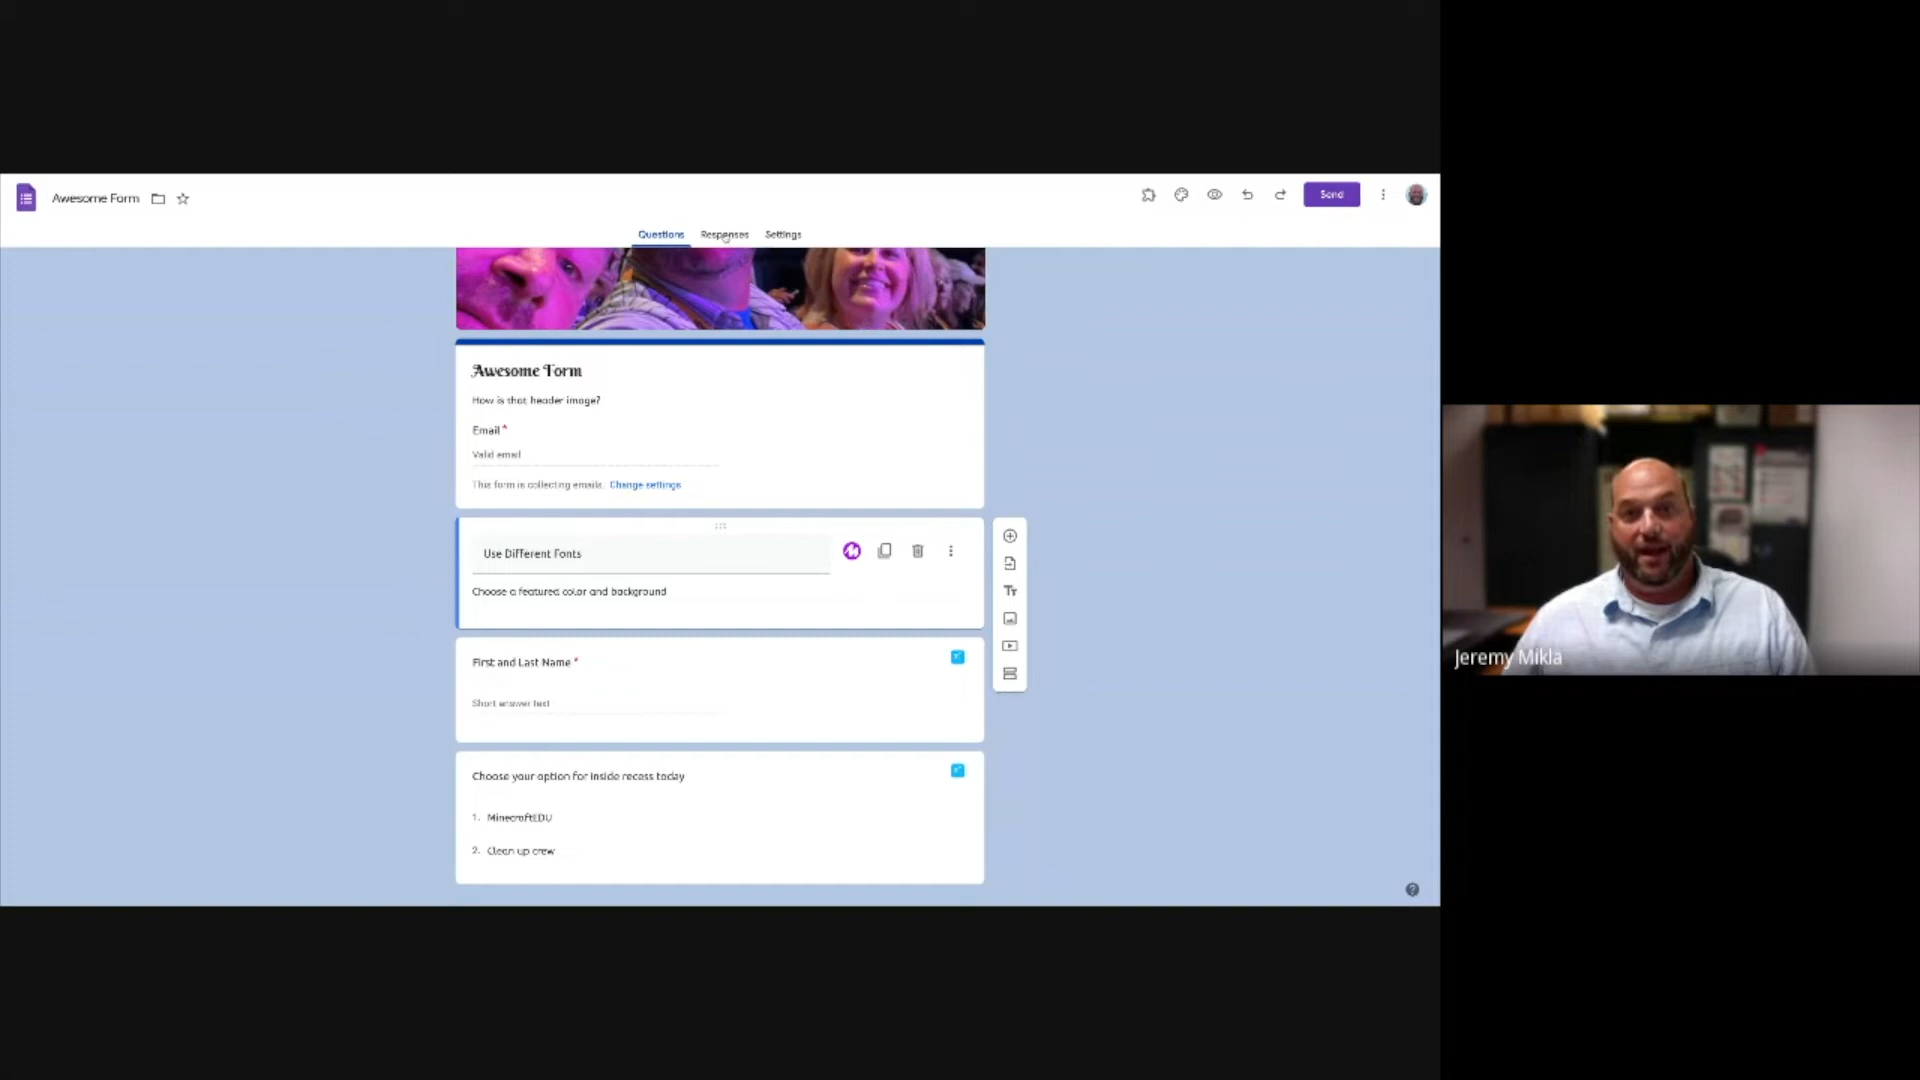 Awesome Form
Send
Questions Responses Settings
Awesome Form
How is that header image?
Email *
Valid email
This form is collecting emails. Change settings
Use Different Fonts
Choose a featured color and background
First and Last Name *
Short answer text
Choose your option for inside recess today
1. MinecraftEDU
2. Clean up crew
Jeremy Mikla